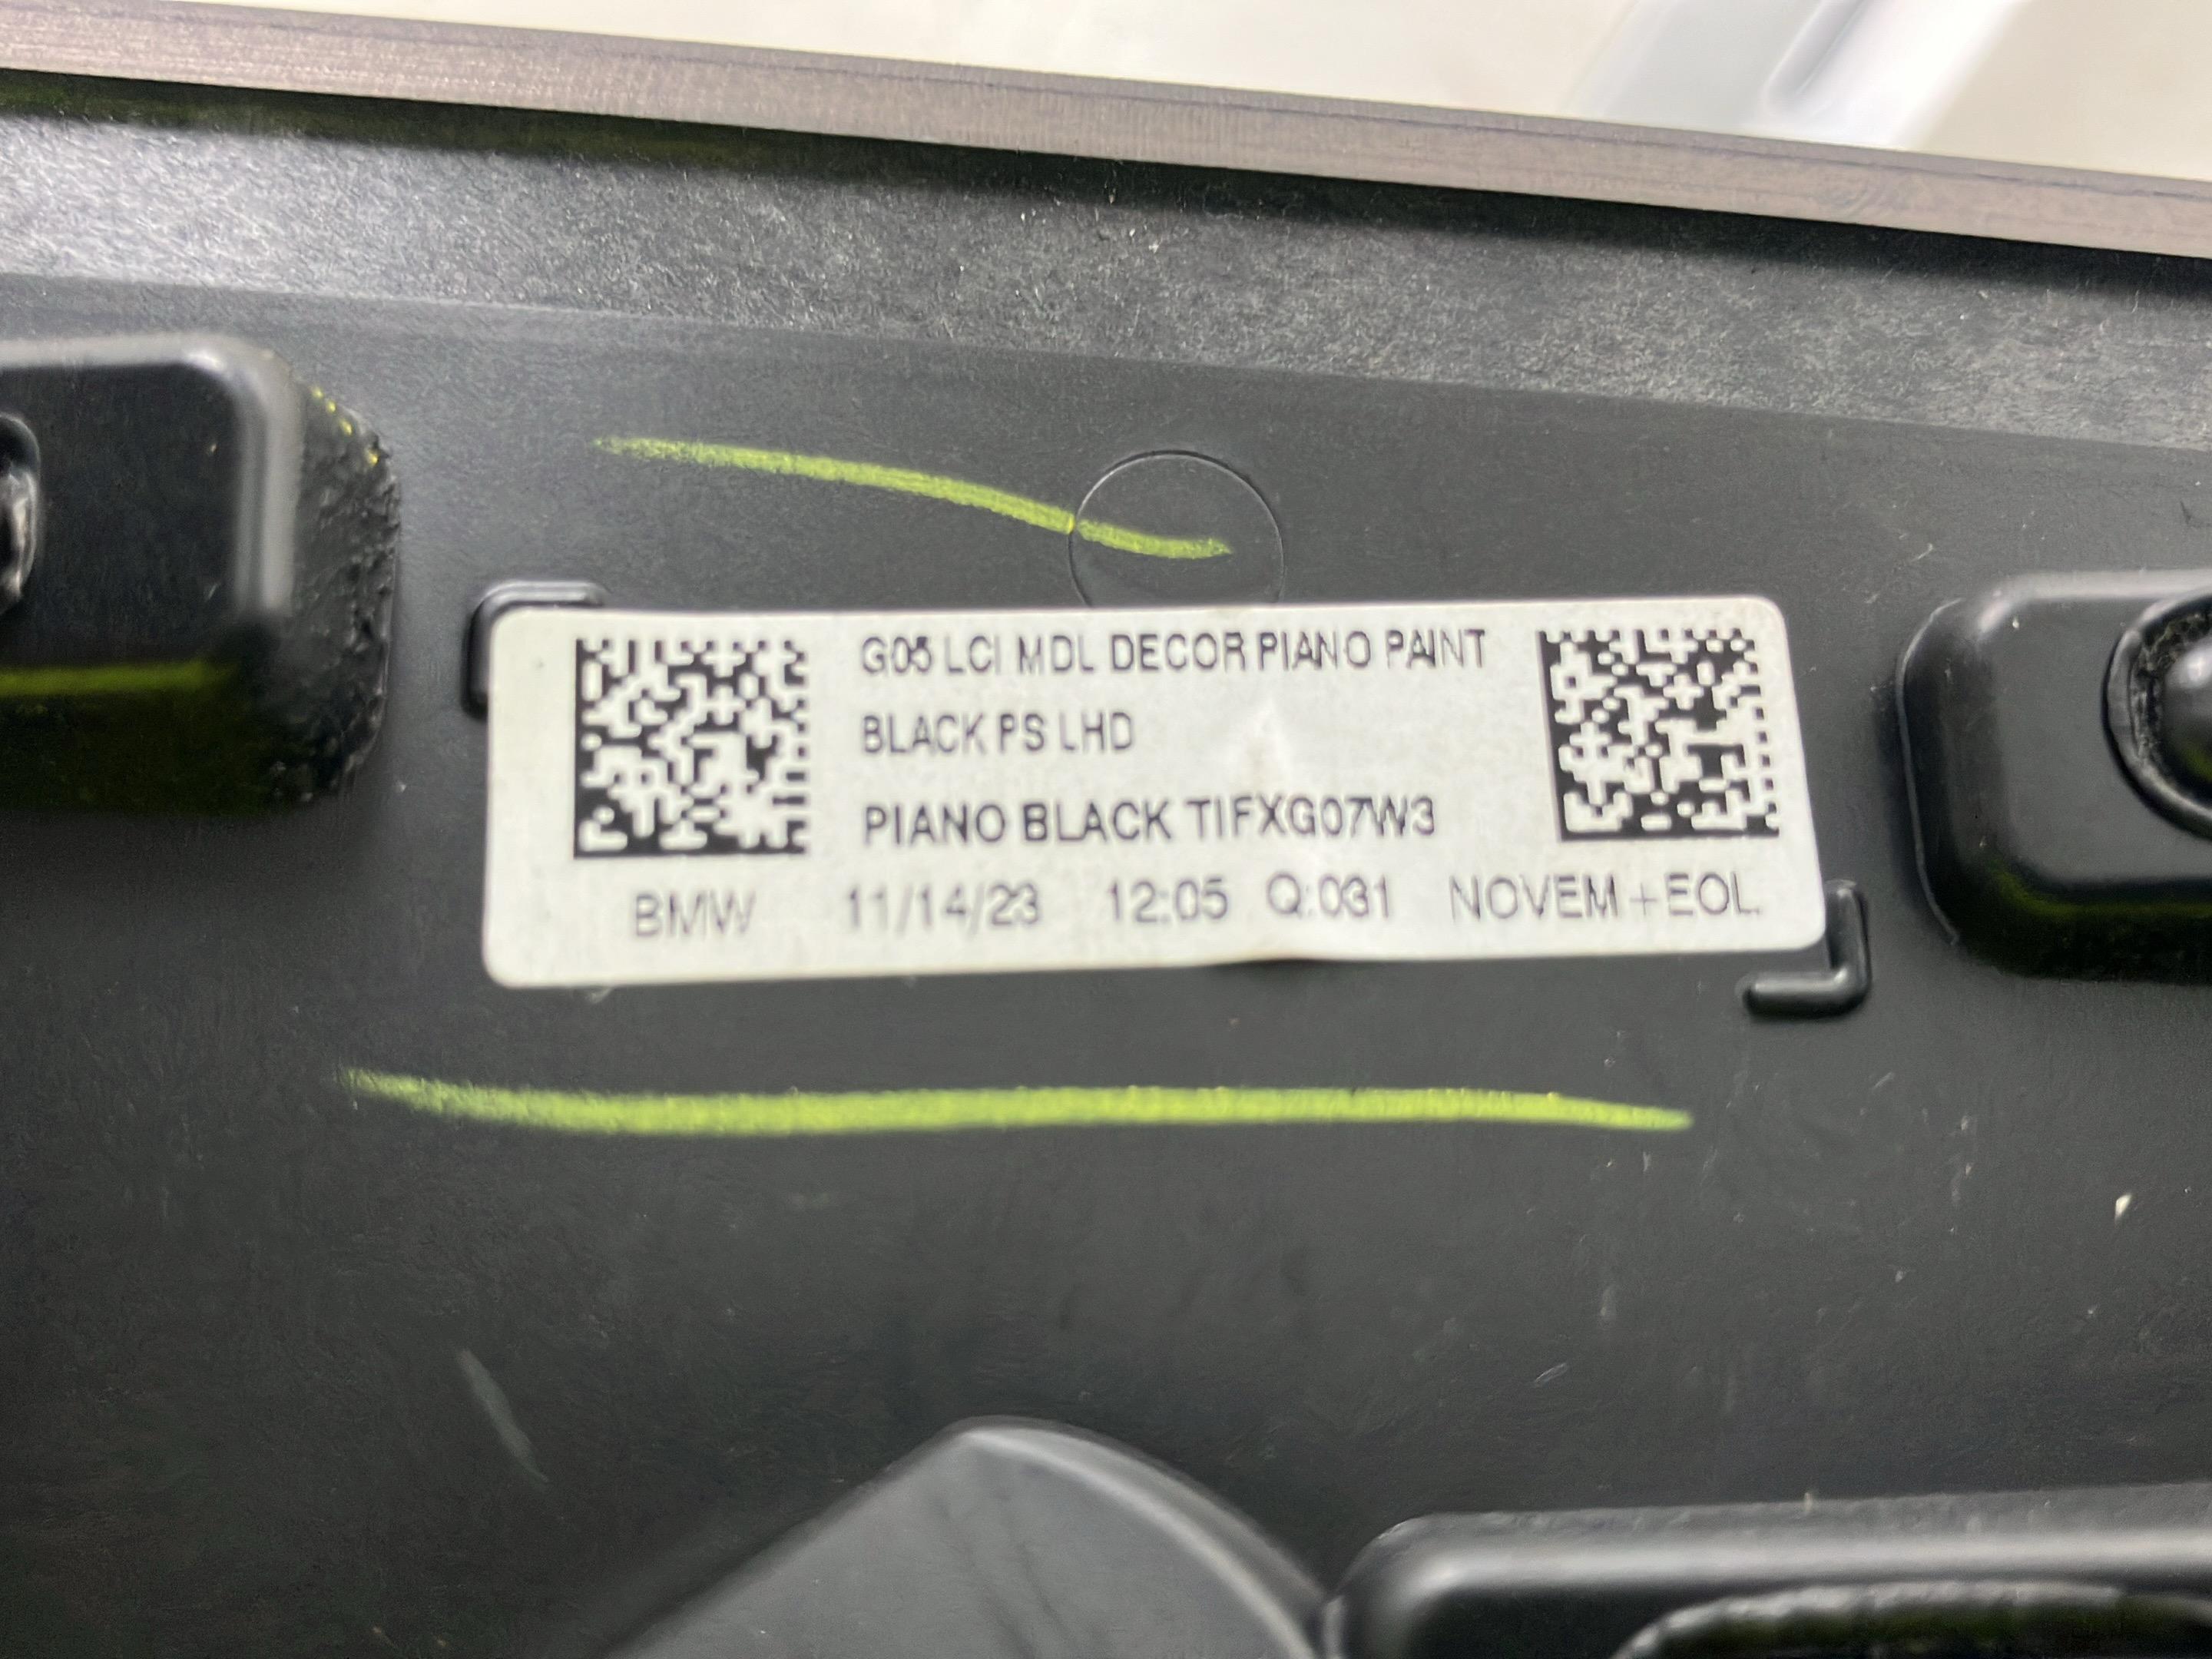 G05 LCI MDL DECOR PIANO PAINT
BLACK PS LHD
PIANO BLACK TIFXG07W3
BMW 11/14/23 12:05 Q:031 NOVEM+EOL.